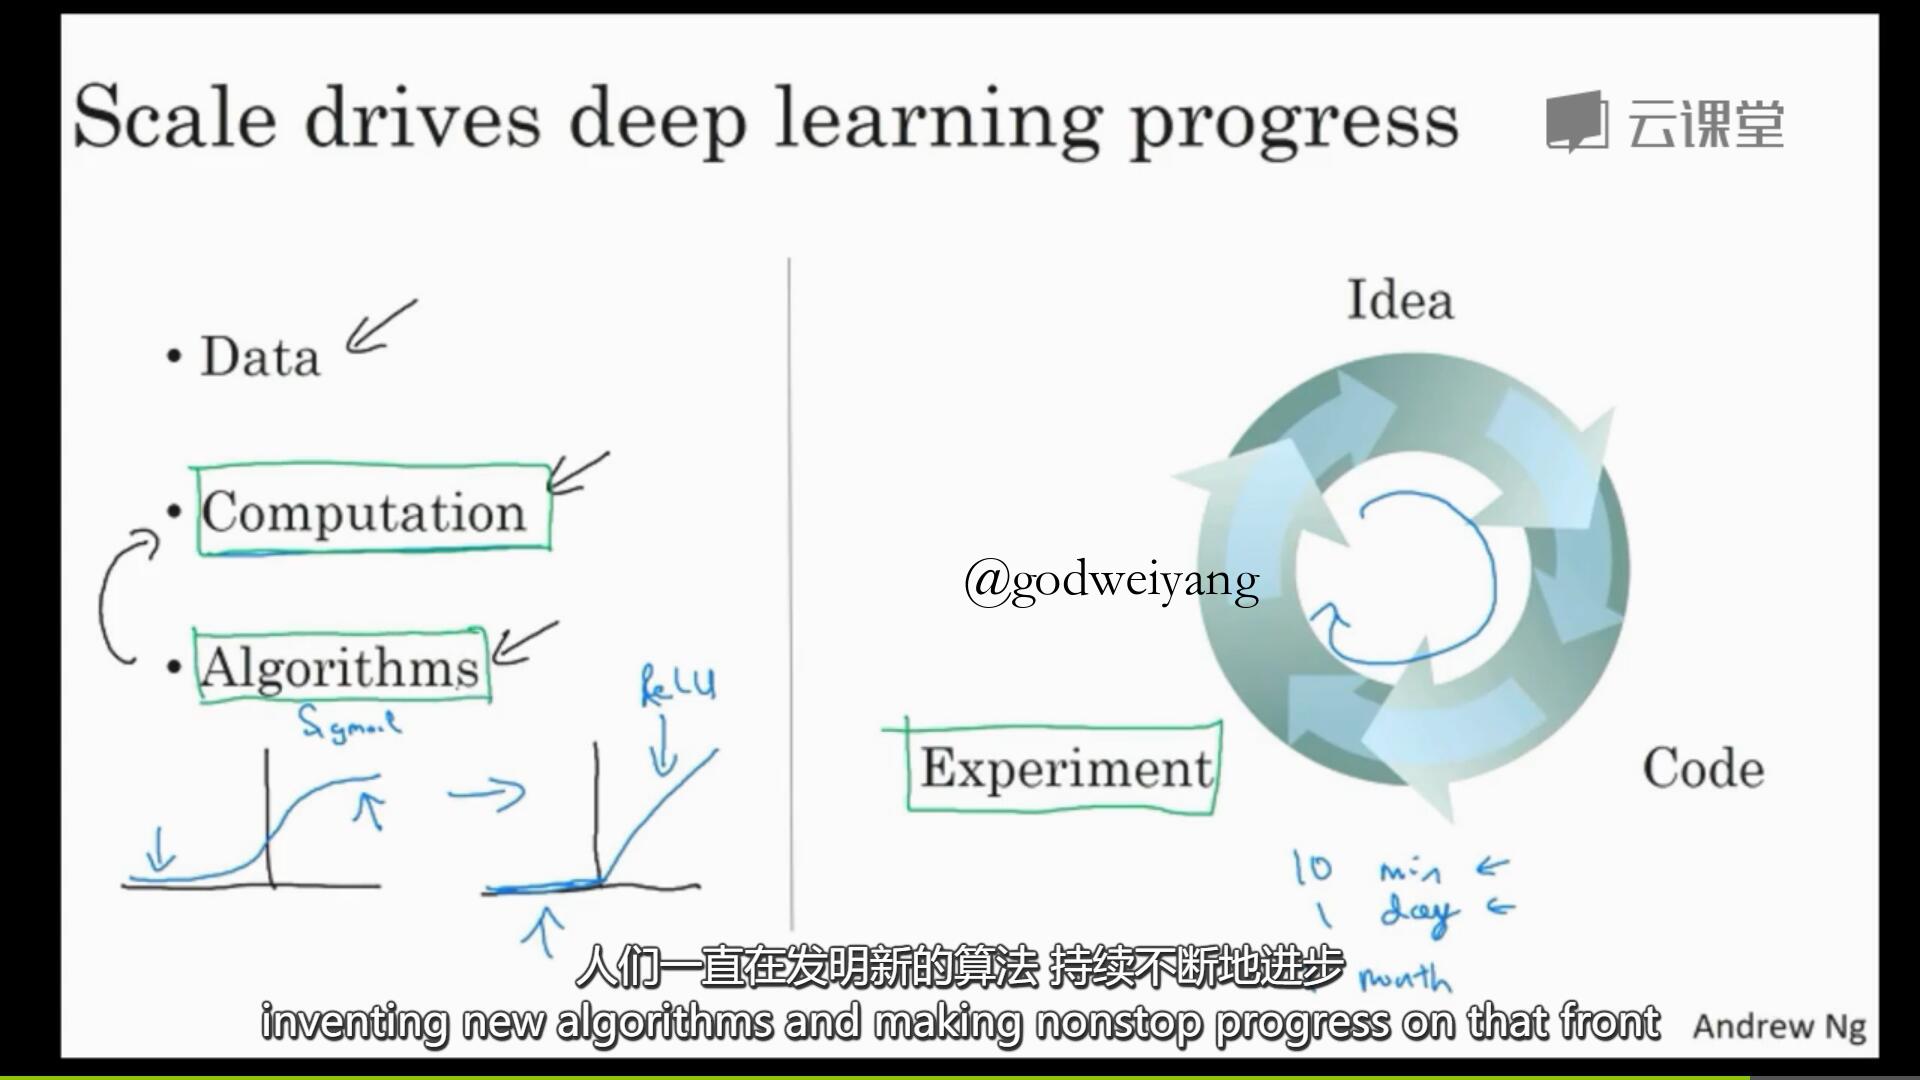 Scale drives deep learning progress
云课堂
• Data
• Computation
• Algorithms
Sigmoid
ReLU
Idea
@godweiyang
Experiment
Code
10 min
1 day
month
人们一直在发明新的算法 持续不断地进步
inventing new algorithms and making nonstop progress on that front
Andrew Ng